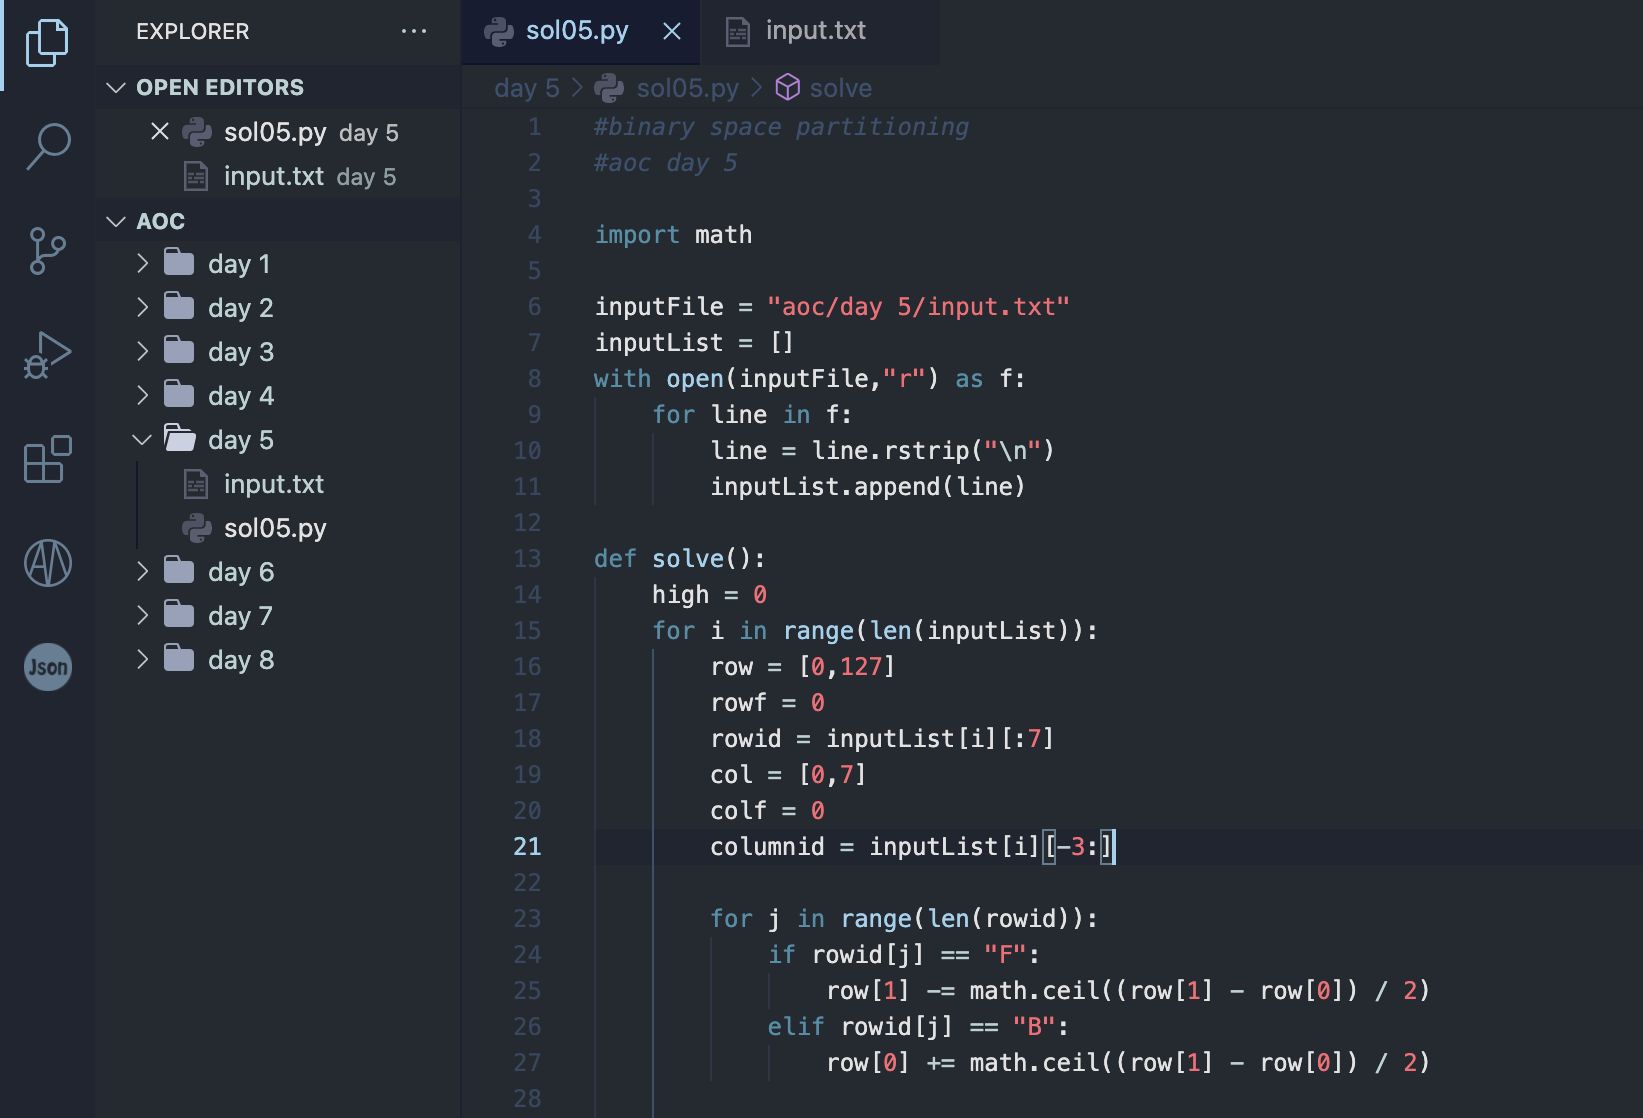 EXPLORER ...
OPEN EDITORS
sol05.py day 5
input.txt day 5
AOC
day 1
day 2
day 3
day 4
day 5
input.txt
sol05.py
day 6
day 7
day 8
Json
sol05.py input.txt
day 5 > sol05.py > solve
1 #binary space partitioning
2 #aoc day 5
3
4 import math
5
6 inputFile = "aoc/day 5/input.txt"
7 inputList = []
8 with open(inputFile,"r") as f:
9     for line in f:
10         line = line.rstrip("\n")
11         inputList.append(line)
12
13 def solve():
14     high = 0
15     for i in range(len(inputList)):
16         row = [0,127]
17         rowf = 0
18         rowid = inputList[i][:7]
19         col = [0,7]
20         colf = 0
21         columnid = inputList[i][-3:]
22
23         for j in range(len(rowid)):
24             if rowid[j] == "F":
25                 row[1] -= math.ceil((row[1] - row[0]) / 2)
26             elif rowid[j] == "B":
27                 row[0] += math.ceil((row[1] - row[0]) / 2)
28